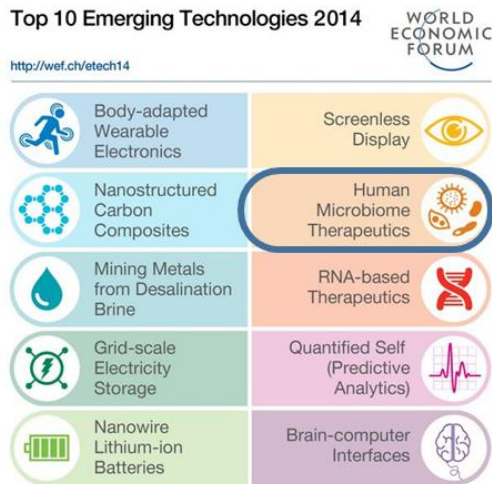 Top 10 Emerging Technologies 2014
WORLD
ECONOMIC
FORUM
http://wef.ch/etech14
Body-adapted
Wearable
Electronics
Screenless
Display
Nanostructured
Carbon
Composites
Human
Microbiome
Therapeutics
Mining Metals
from Desalination
Brine
RNA-based
Therapeutics
Grid-scale
Electricity
Storage
Quantified Self
(Predictive
Analytics)
Nanowire
Lithium-ion
Batteries
Brain-computer
Interfaces